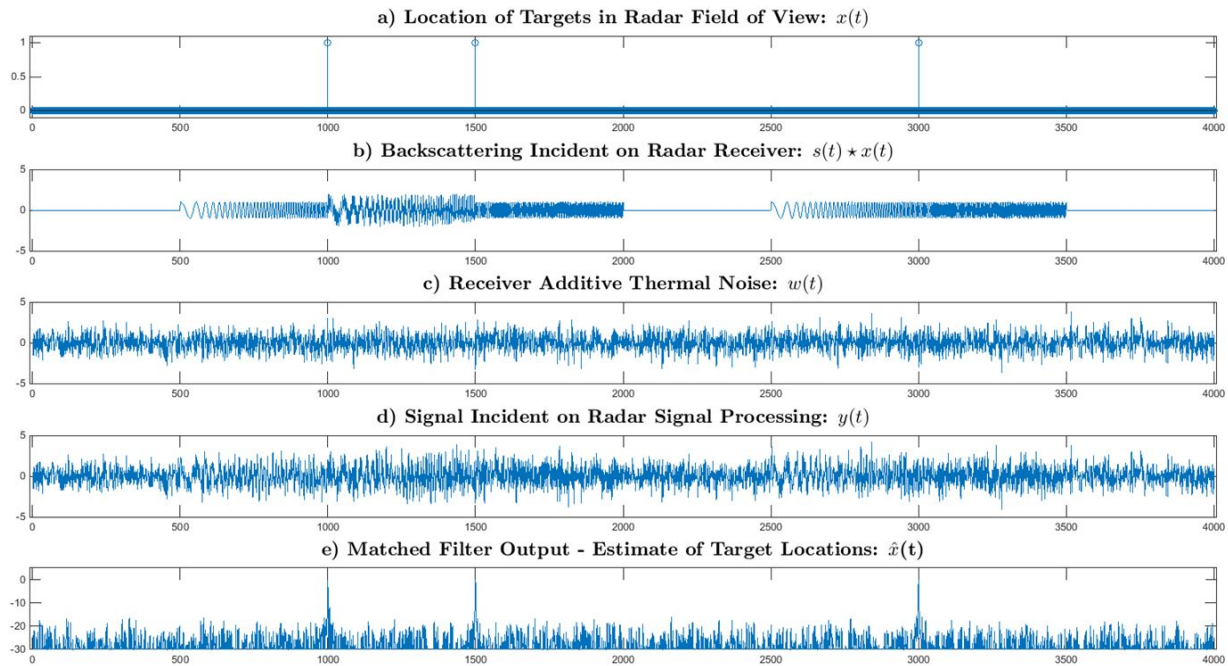 a) Location of Targets in Radar Field of View: x(t)
1
0.5
0
0 500 1000 1500 2000 2500 3000 3500 4000
b) Backscattering Incident on Radar Receiver: s(t) ⋆ x(t)
5
0
-5
0 500 1000 1500 2000 2500 3000 3500 4000
c) Receiver Additive Thermal Noise: w(t)
5
0
-5
0 500 1000 1500 2000 2500 3000 3500 4000
d) Signal Incident on Radar Signal Processing: y(t)
5
0
-5
0 500 1000 1500 2000 2500 3000 3500 4000
e) Matched Filter Output - Estimate of Target Locations: x̂(t)
0
-10
-20
-30
0 500 1000 1500 2000 2500 3000 3500 4000